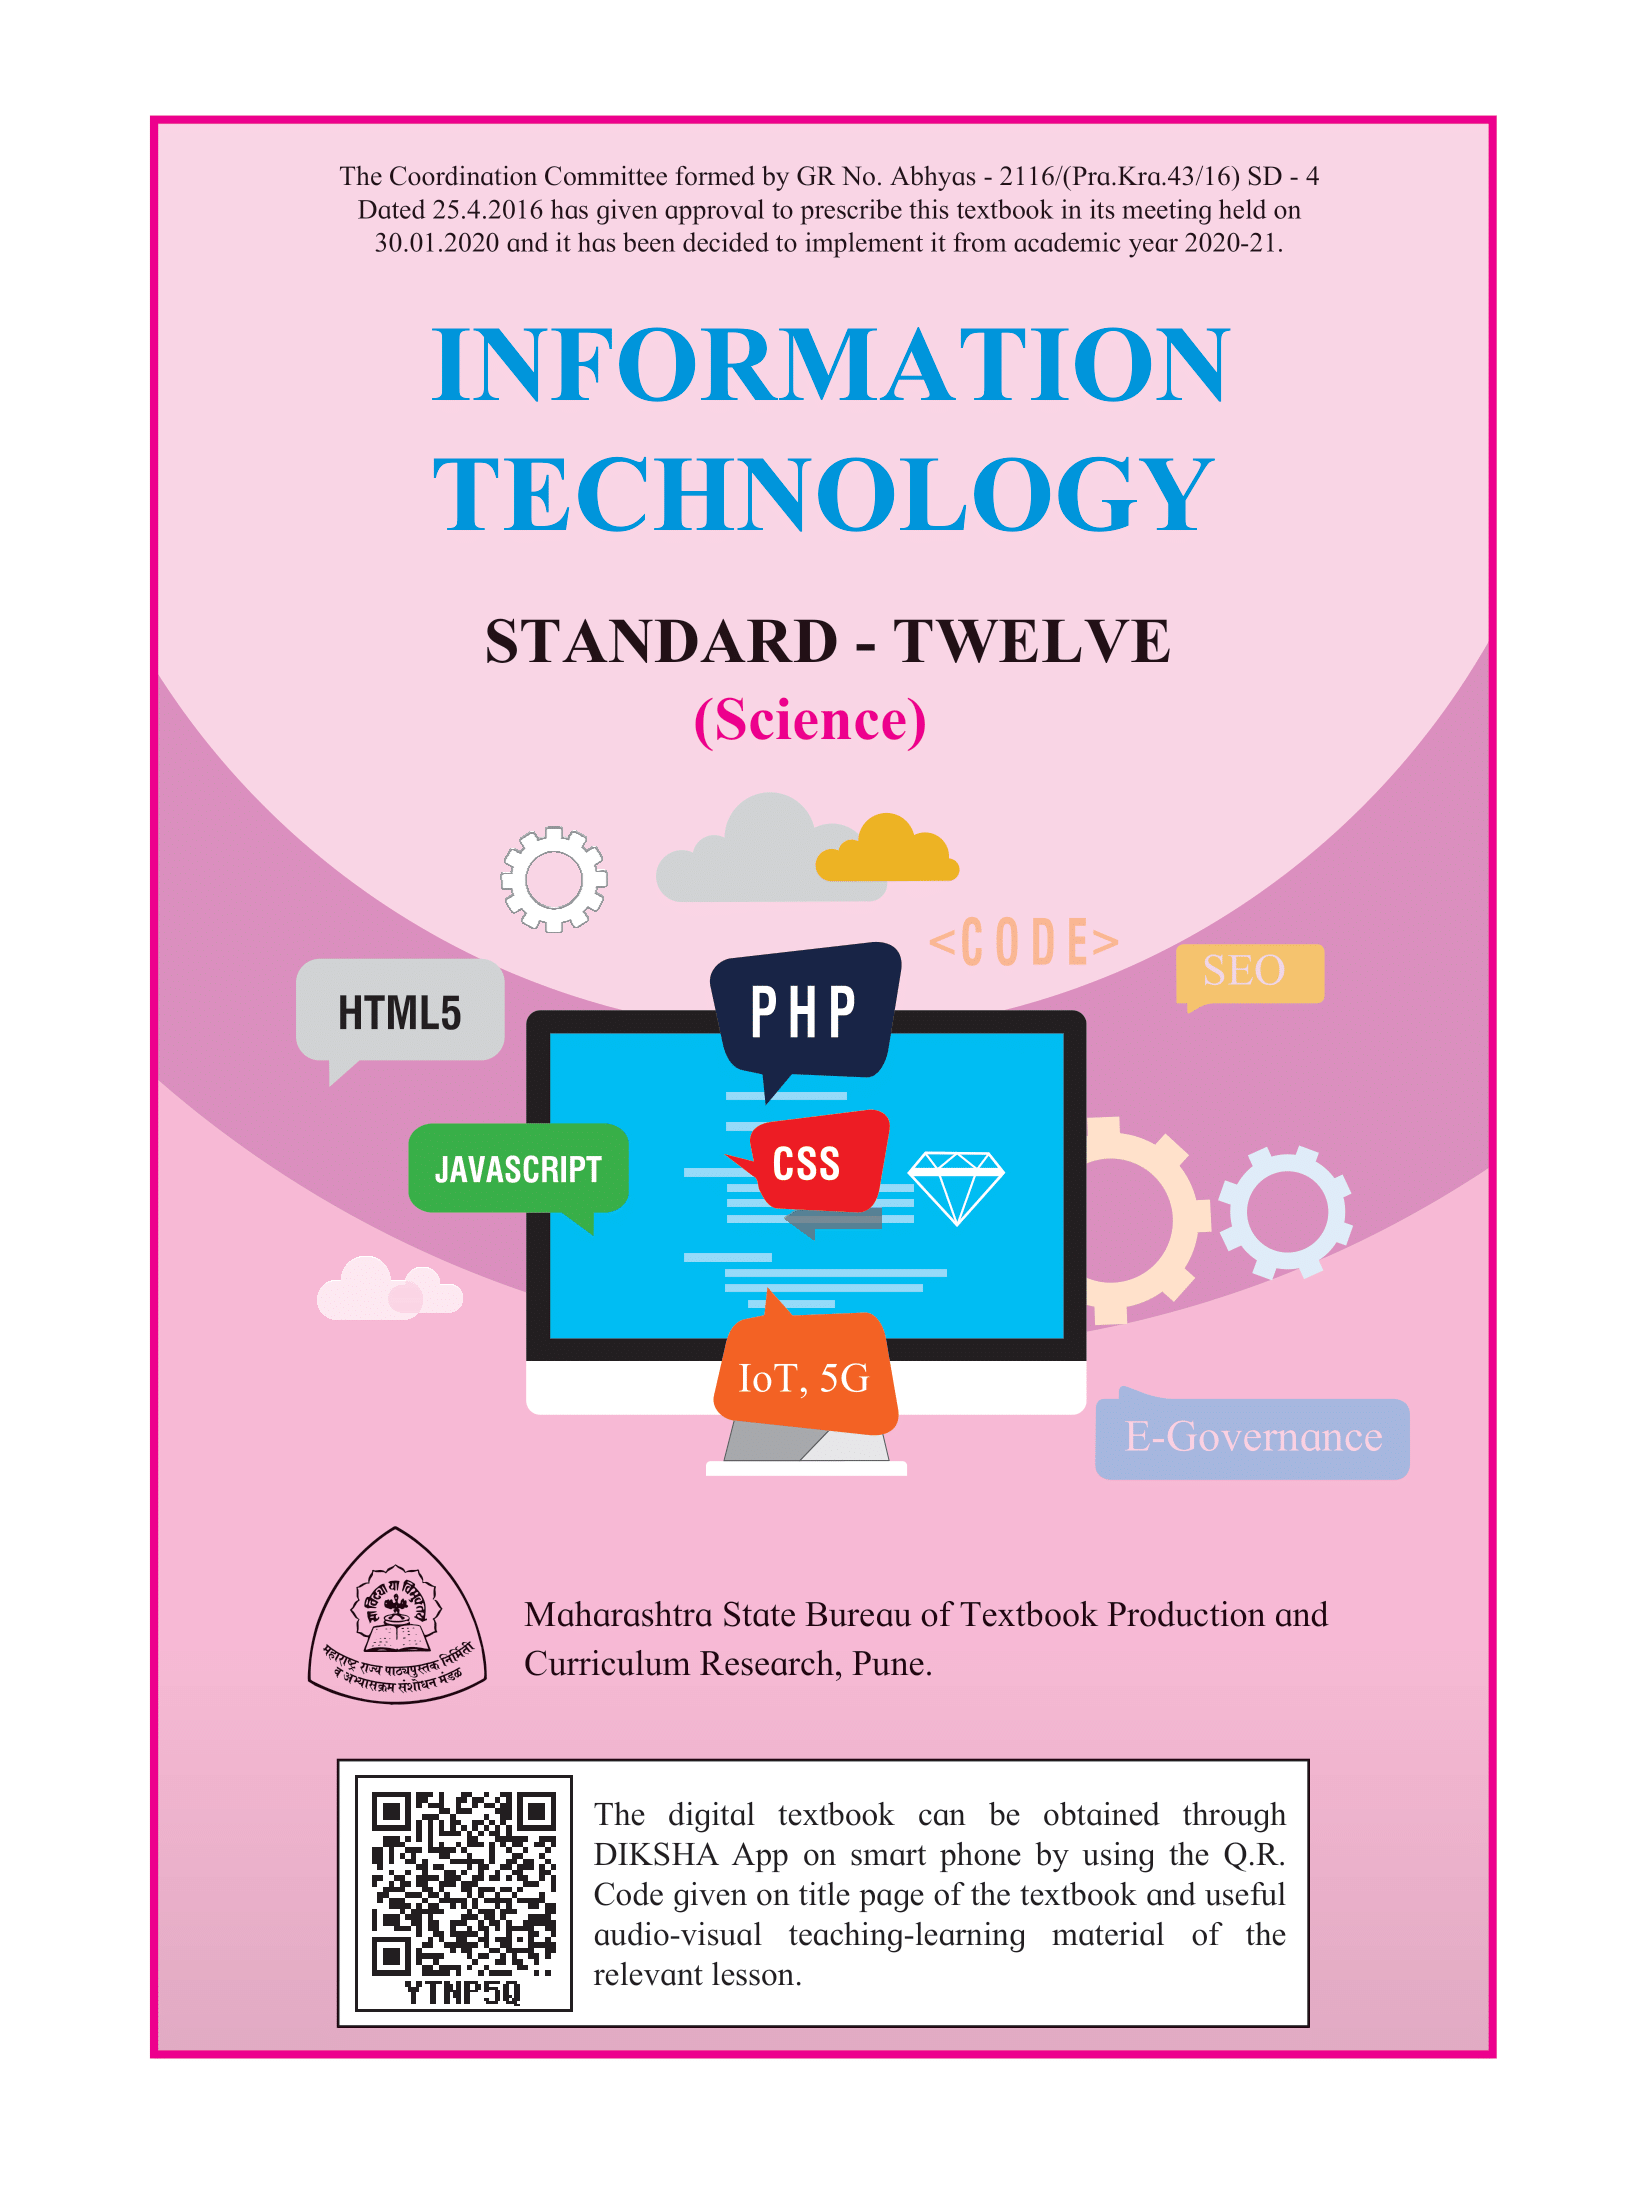 The Coordination Committee formed by GR No. Abhyas - 2116/(Pra.Kra.43/16) SD - 4
Dated 25.4.2016 has given approval to prescribe this textbook in its meeting held on
30.01.2020 and it has been decided to implement it from academic year 2020-21.
INFORMATION
TECHNOLOGY
STANDARD - TWELVE
(Science)
<CODE>
SEO
PHP
HTML5
CSS
JAVASCRIPT
IoT, 5G
E-Governance
सा विद्या या विमुक्तये
महाराष्ट्र राज्य पाठ्यपुस्तक निर्मिती
व अभ्यासक्रम संशोधन मंडळ
Maharashtra State Bureau of Textbook Production and
Curriculum Research, Pune.
The digital textbook can be obtained through
DIKSHA App on smart phone by using the Q.R.
Code given on title page of the textbook and useful
audio-visual teaching-learning material of the
relevant lesson.
YTNP5Q